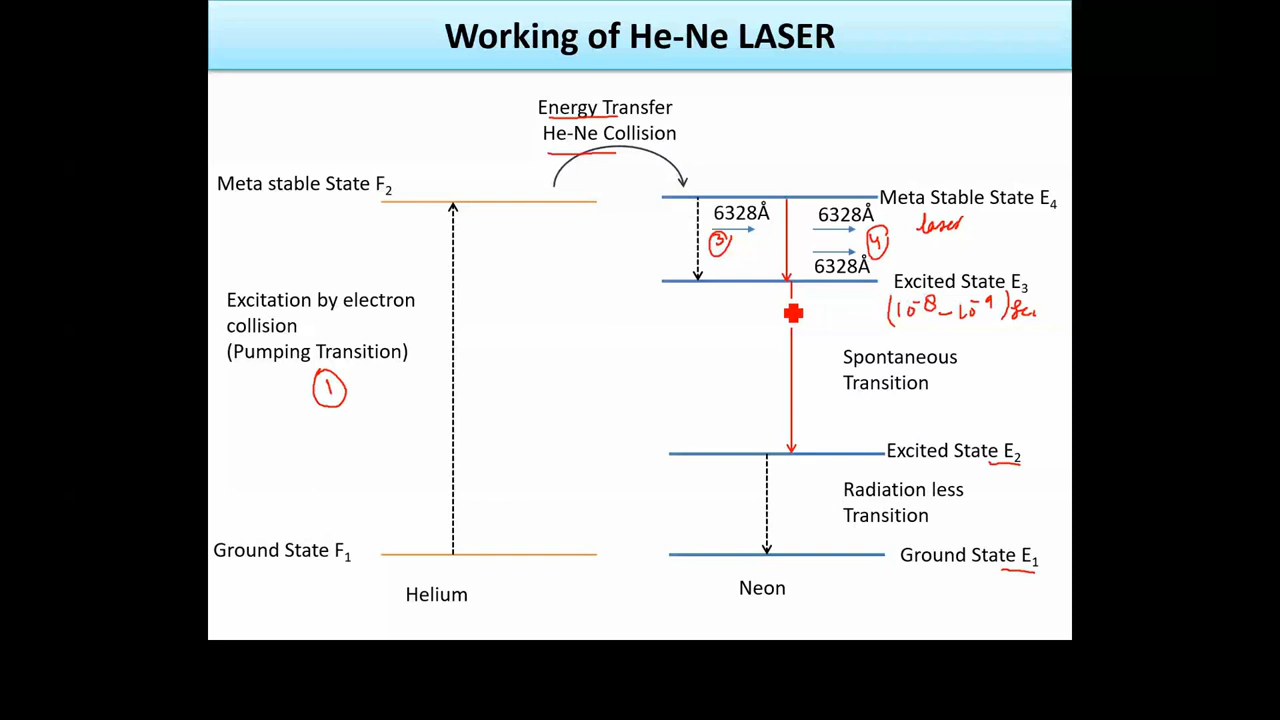 Working of He-Ne LASER
Energy Transfer
He-Ne Collision
Meta stable State F₂
Meta Stable State E₄
6328Å
6328Å
laser
3
4
6328Å
Excited State E₃
(10⁻⁸ – 10⁻⁹) sec
Excitation by electron
collision
(Pumping Transition)
1
Spontaneous
Transition
Excited State E₂
Radiation less
Transition
Ground State F₁
Ground State E₁
Helium
Neon